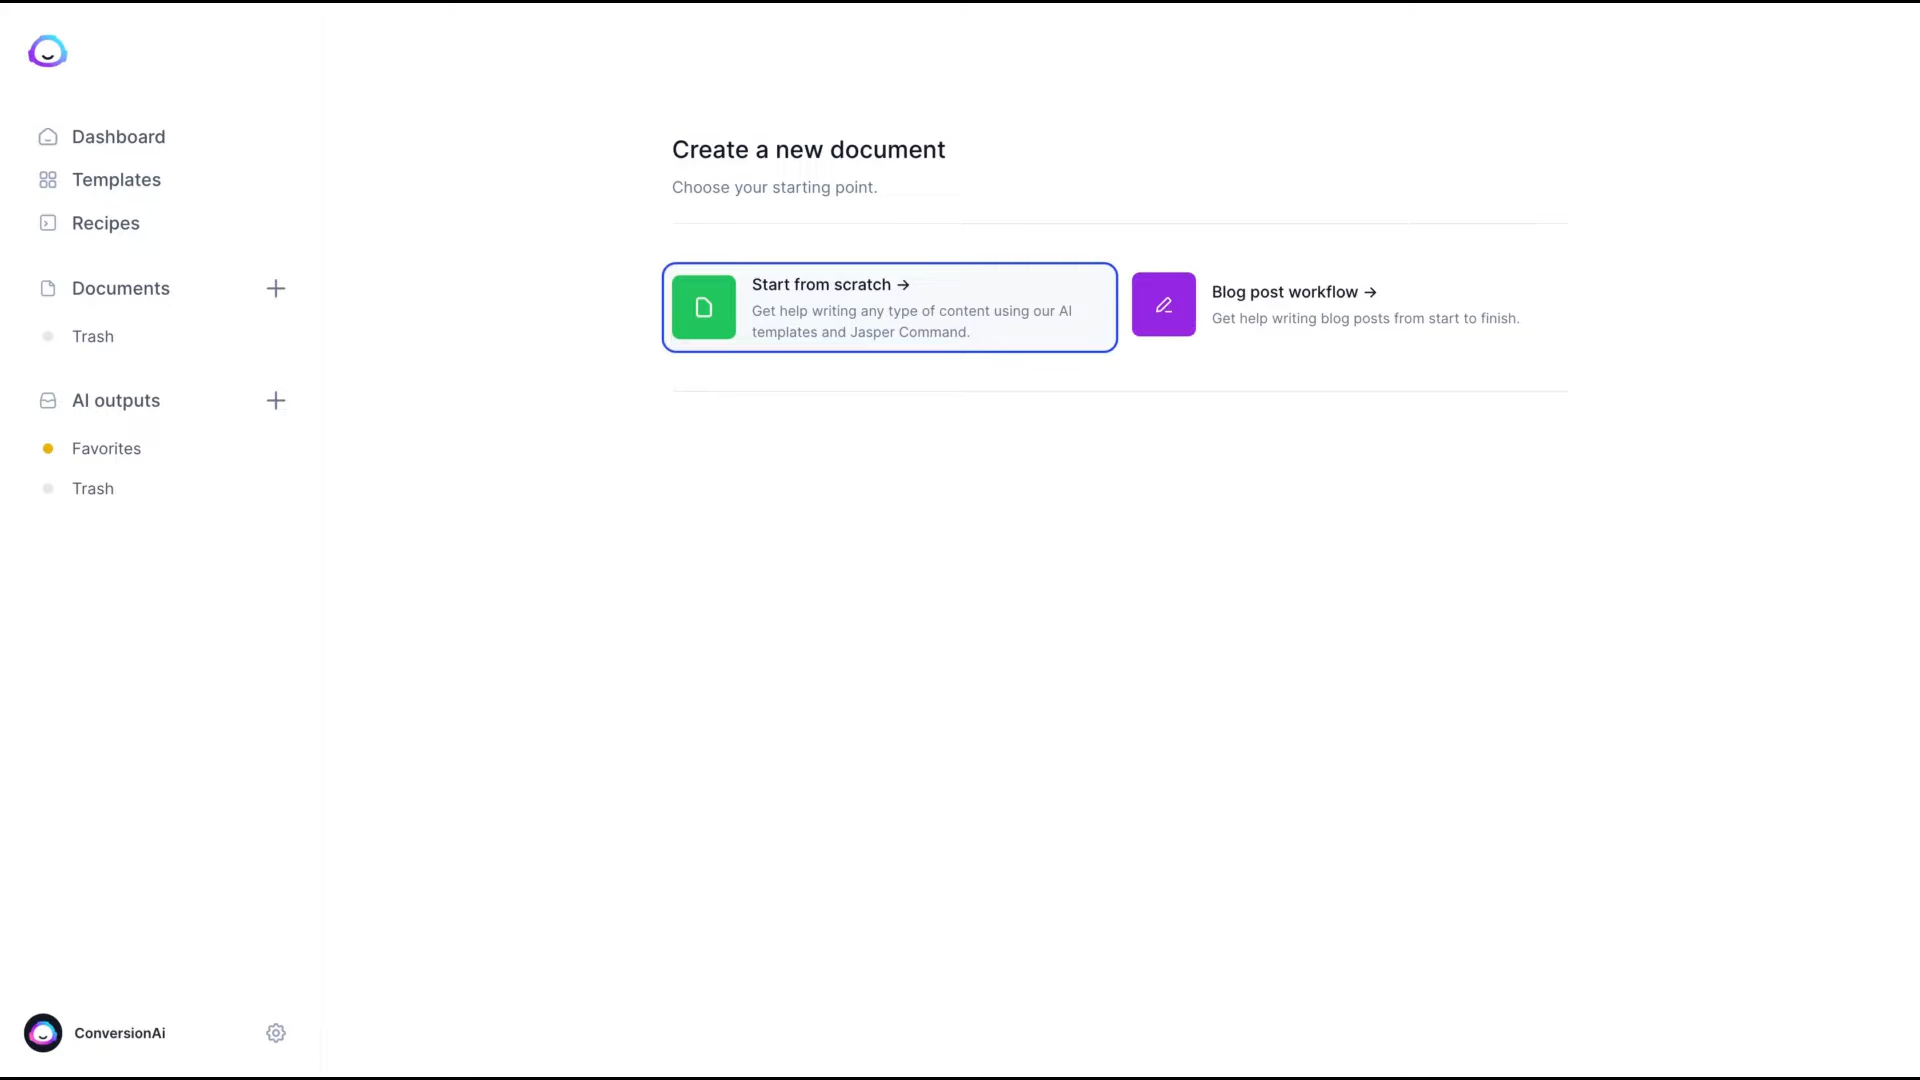 Dashboard
Templates
Recipes
Documents
Trash
AI outputs
Favorites
Trash
ConversionAi
Create a new document
Choose your starting point.
Start from scratch →
Get help writing any type of content using our AI
templates and Jasper Command.
Blog post workflow →
Get help writing blog posts from start to finish.